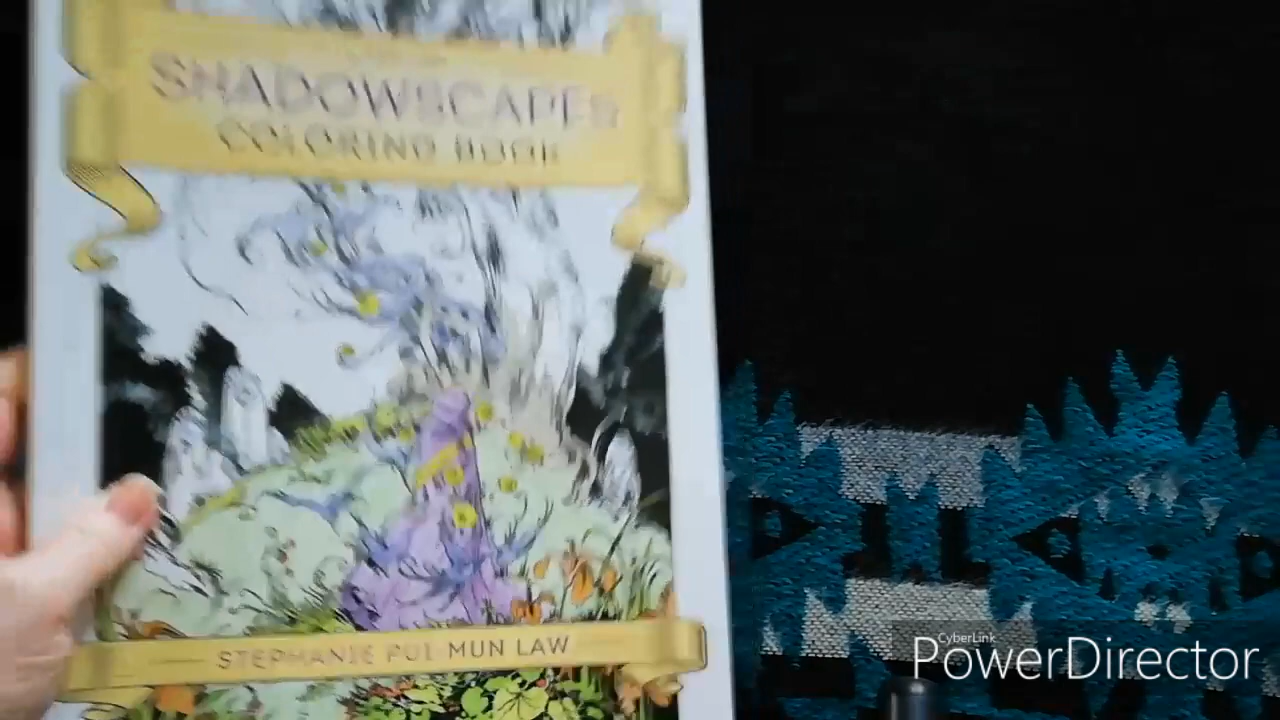 SHADOWSCAPES
COLORING BOOK
STEPHANIE PUI-MUN LAW
CyberLink
PowerDirector